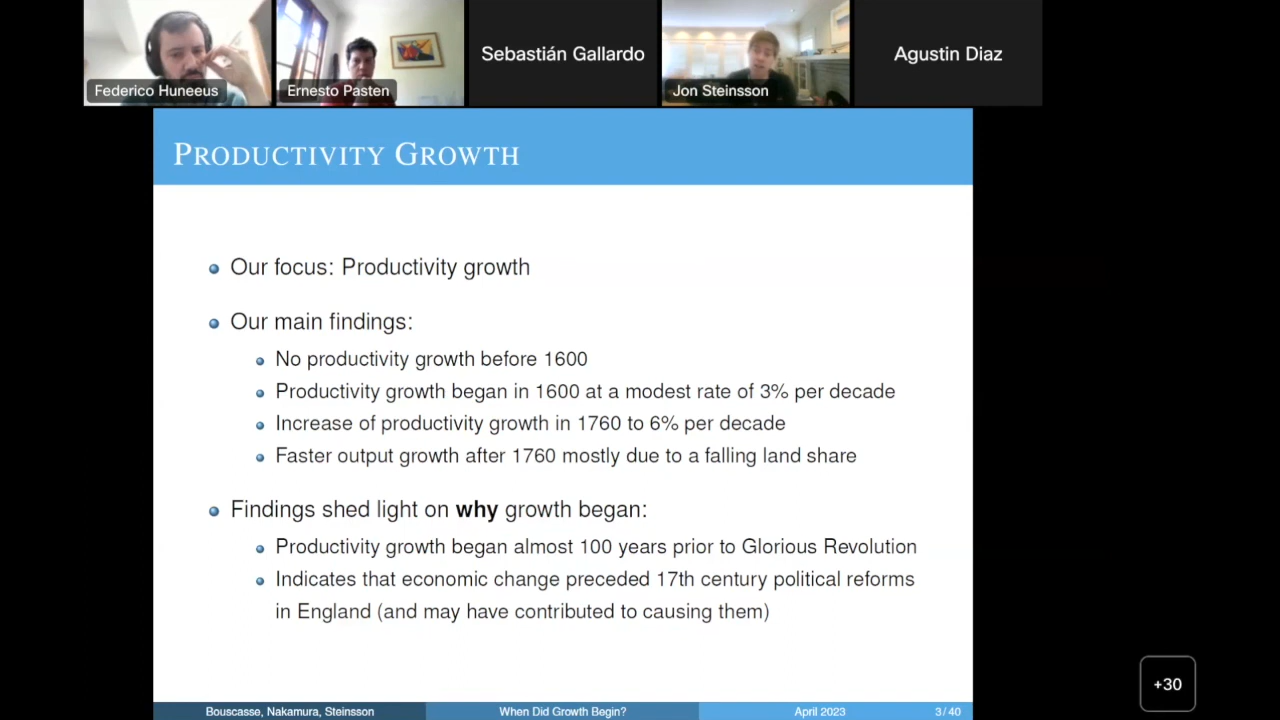 Federico Huneeus
Ernesto Pasten
Sebastián Gallardo
Jon Steinsson
Agustin Diaz
PRODUCTIVITY GROWTH
Our focus: Productivity growth
Our main findings:
No productivity growth before 1600
Productivity growth began in 1600 at a modest rate of 3% per decade
Increase of productivity growth in 1760 to 6% per decade
Faster output growth after 1760 mostly due to a falling land share
Findings shed light on why growth began:
Productivity growth began almost 100 years prior to Glorious Revolution
Indicates that economic change preceded 17th century political reforms
in England (and may have contributed to causing them)
+30
Bouscasse, Nakamura, Steinsson
When Did Growth Begin?
April 2023
3 / 40